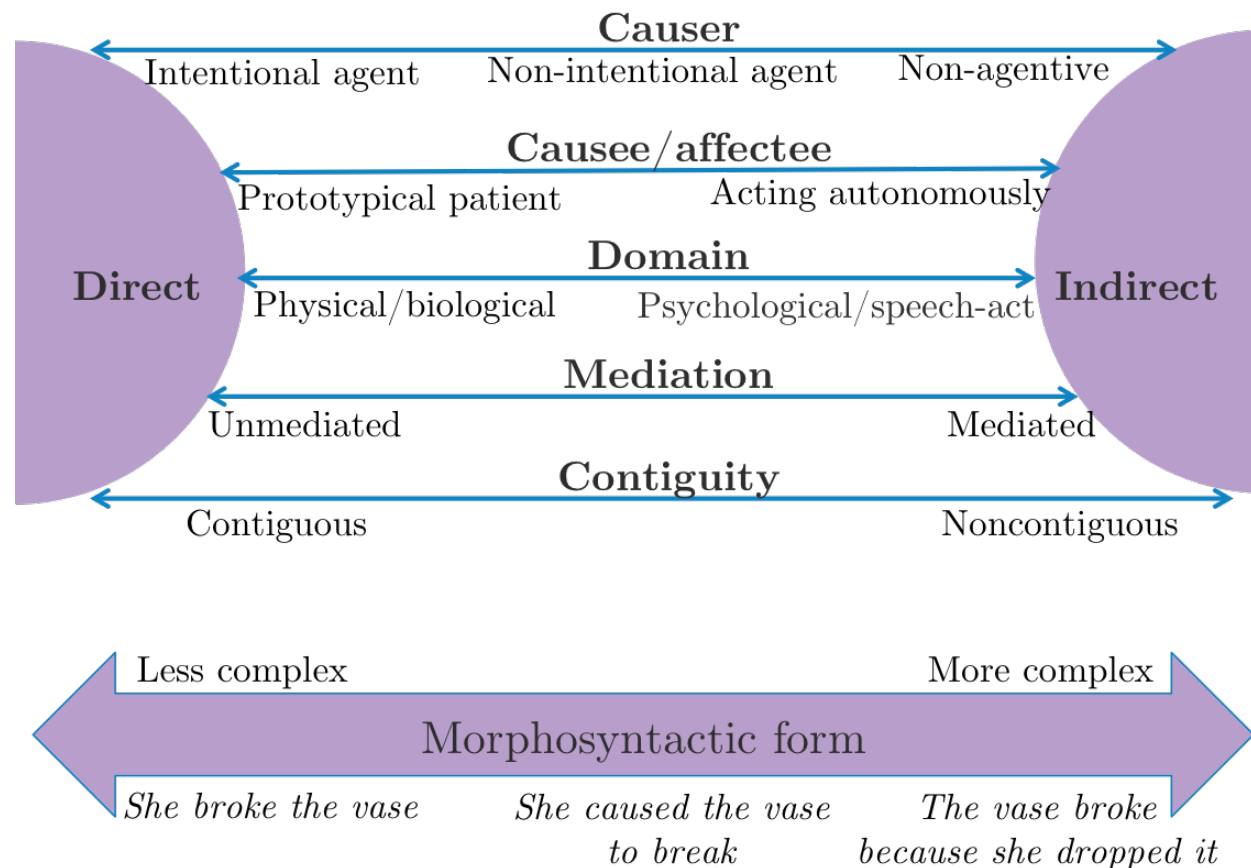 Causer
Intentional agent Non-intentional agent Non-agentive
Causee/affectee
Prototypical patient Acting autonomously
Domain
Direct Indirect
Physical/biological Psychological/speech-act
Mediation
Unmediated Mediated
Contiguity
Contiguous Noncontiguous
Less complex More complex
Morphosyntactic form
She broke the vase She caused the vase The vase broke
to break because she dropped it